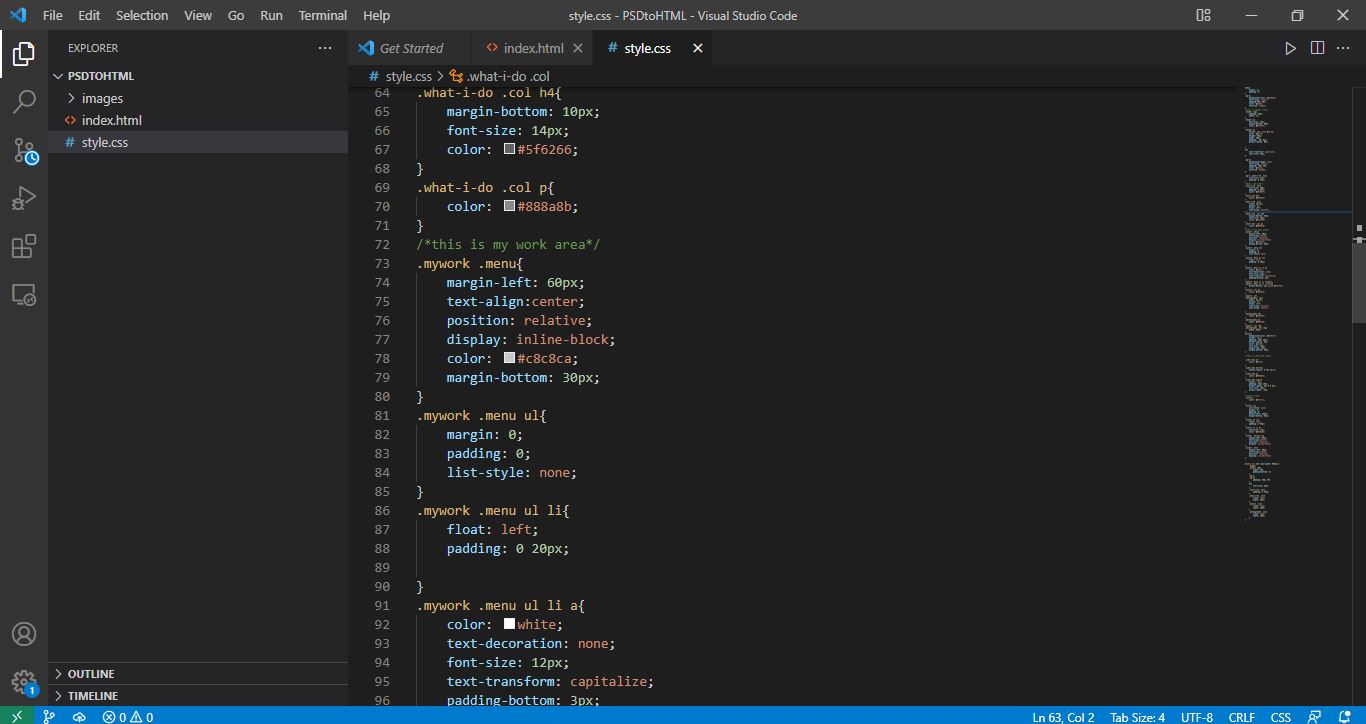 File Edit Selection View Go Run Terminal Help style.css - PSDtoHTML - Visual Studio Code
EXPLORER
PSDTOHTML
images
index.html
style.css
OUTLINE
TIMELINE
Get Started index.html style.css
# style.css > .what-i-do .col
64 .what-i-do .col h4{
65 margin-bottom: 10px;
66 font-size: 14px;
67 color: #5f6266;
68 }
69 .what-i-do .col p{
70 color: #888a8b;
71 }
72 /*this is my work area*/
73 .mywork .menu{
74 margin-left: 60px;
75 text-align:center;
76 position: relative;
77 display: inline-block;
78 color: #c8c8ca;
79 margin-bottom: 30px;
80 }
81 .mywork .menu ul{
82 margin: 0;
83 padding: 0;
84 list-style: none;
85 }
86 .mywork .menu ul li{
87 float: left;
88 padding: 0 20px;
89
90 }
91 .mywork .menu ul li a{
92 color: white;
93 text-decoration: none;
94 font-size: 12px;
95 text-transform: capitalize;
96 padding-bottom: 3px;
1
0 0 Ln 63, Col 2 Tab Size: 4 UTF-8 CRLF CSS